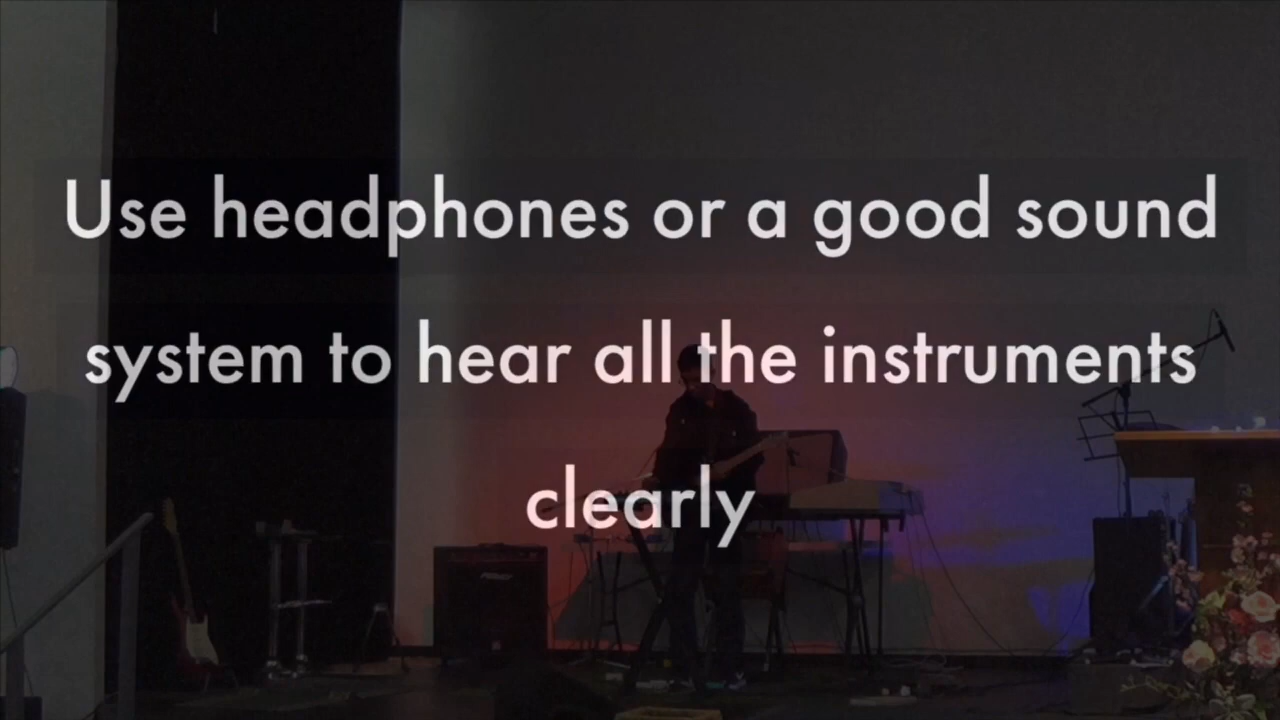 Use headphones or a good sound
system to hear all the instruments
clearly